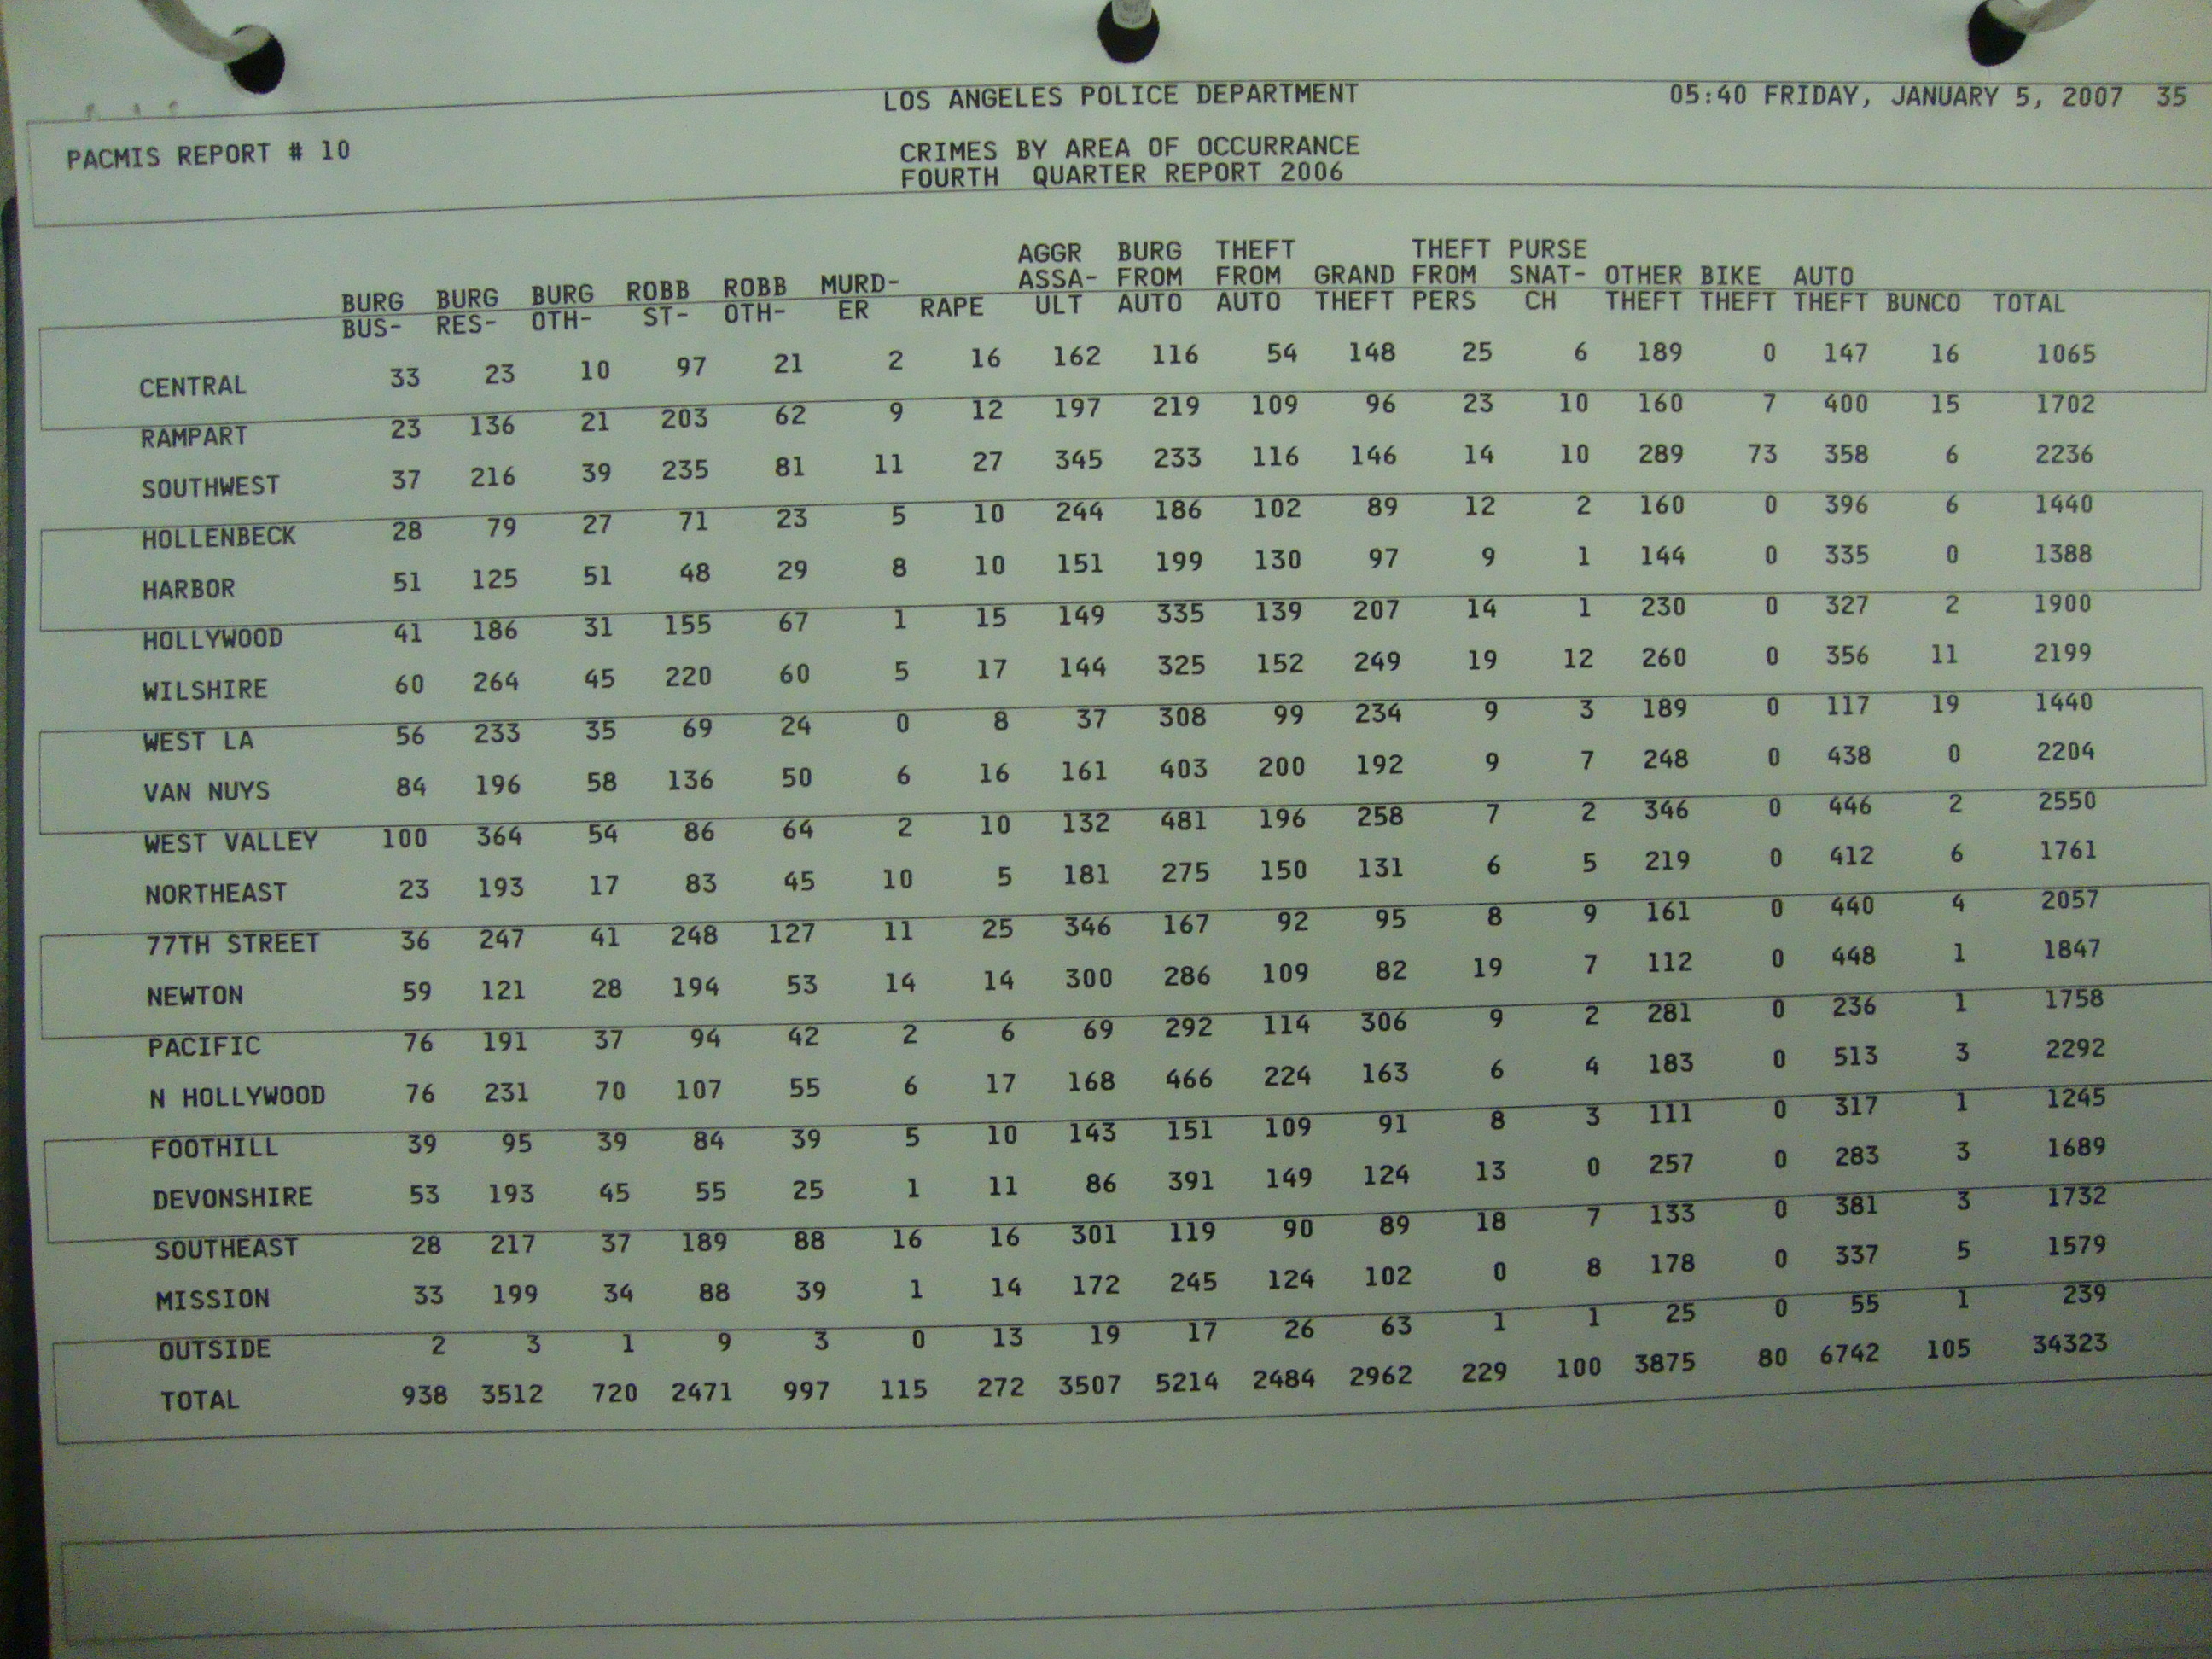 LOS ANGELES POLICE DEPARTMENT 05:40 FRIDAY, JANUARY 5, 2007 35
PACMIS REPORT # 10 CRIMES BY AREA OF OCCURRANCE
FOURTH QUARTER REPORT 2006
AGGR BURG THEFT THEFT PURSE
BURG BURG BURG ROBB ROBB MURD- ASSA- FROM FROM GRAND FROM SNAT- OTHER BIKE AUTO
BUS- RES- OTH- ST- OTH- ER RAPE ULT AUTO AUTO THEFT PERS CH THEFT THEFT THEFT BUNCO TOTAL
CENTRAL 33 23 10 97 21 2 16 162 116 54 148 25 6 189 0 147 16 1065
RAMPART 23 136 21 203 62 9 12 197 219 109 96 23 10 160 7 400 15 1702
SOUTHWEST 37 216 39 235 81 11 27 345 233 116 146 14 10 289 73 358 6 2236
HOLLENBECK 28 79 27 71 23 5 10 244 186 102 89 12 2 160 0 396 6 1440
HARBOR 51 125 51 48 29 8 10 151 199 130 97 9 1 144 0 335 0 1388
HOLLYWOOD 41 186 31 155 67 1 15 149 335 139 207 14 1 230 0 327 2 1900
WILSHIRE 60 264 45 220 60 5 17 144 325 152 249 19 12 260 0 356 11 2199
WEST LA 56 233 35 69 24 0 8 37 308 99 234 9 3 189 0 117 19 1440
VAN NUYS 84 196 58 136 50 6 16 161 403 200 192 9 7 248 0 438 0 2204
WEST VALLEY 100 364 54 86 64 2 10 132 481 196 258 7 2 346 0 446 2 2550
NORTHEAST 23 193 17 83 45 10 5 181 275 150 131 6 5 219 0 412 6 1761
77TH STREET 36 247 41 248 127 11 25 346 167 92 95 8 9 161 0 440 4 2057
NEWTON 59 121 28 194 53 14 14 300 286 109 82 19 7 112 0 448 1 1847
PACIFIC 76 191 37 94 42 2 6 69 292 114 306 9 2 281 0 236 1 1758
N HOLLYWOOD 76 231 70 107 55 6 17 168 466 224 163 6 4 183 0 513 3 2292
FOOTHILL 39 95 39 84 39 5 10 143 151 109 91 8 3 111 0 317 1 1245
DEVONSHIRE 53 193 45 55 25 1 11 86 391 149 124 13 0 257 0 283 3 1689
SOUTHEAST 28 217 37 189 88 16 16 301 119 90 89 18 7 133 0 381 3 1732
MISSION 33 199 34 88 39 1 14 172 245 124 102 0 8 178 0 337 5 1579
OUTSIDE 2 3 1 9 3 0 13 19 17 26 63 1 1 25 0 55 1 239
TOTAL 938 3512 720 2471 997 115 272 3507 5214 2484 2962 229 100 3875 80 6742 105 34323